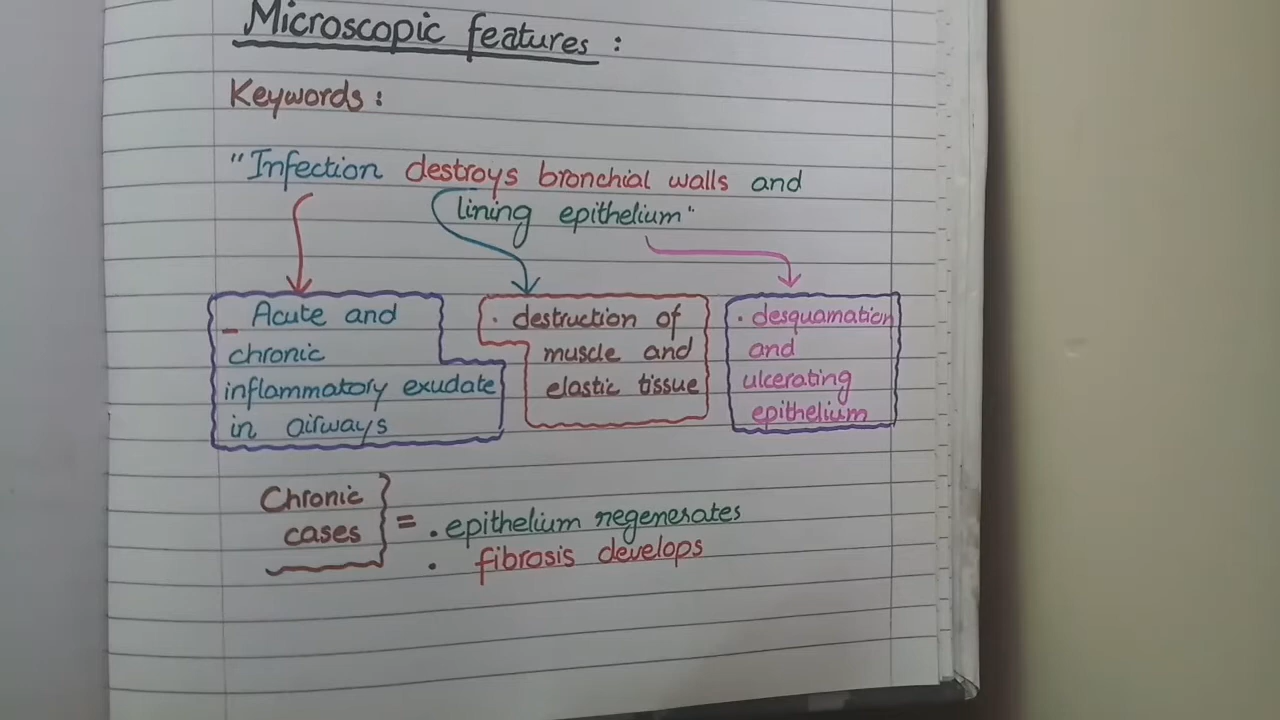 Microscopic features :
Keywords :
"Infection destroys bronchial walls and
lining epithelium"
_ Acute and
chronic
inflammatory exudate
in airways
. destruction of
muscle and
elastic tissue
. desquamation
and
ulcerating
epithelium
Chronic
cases
= . epithelium regenerates
. fibrosis develops